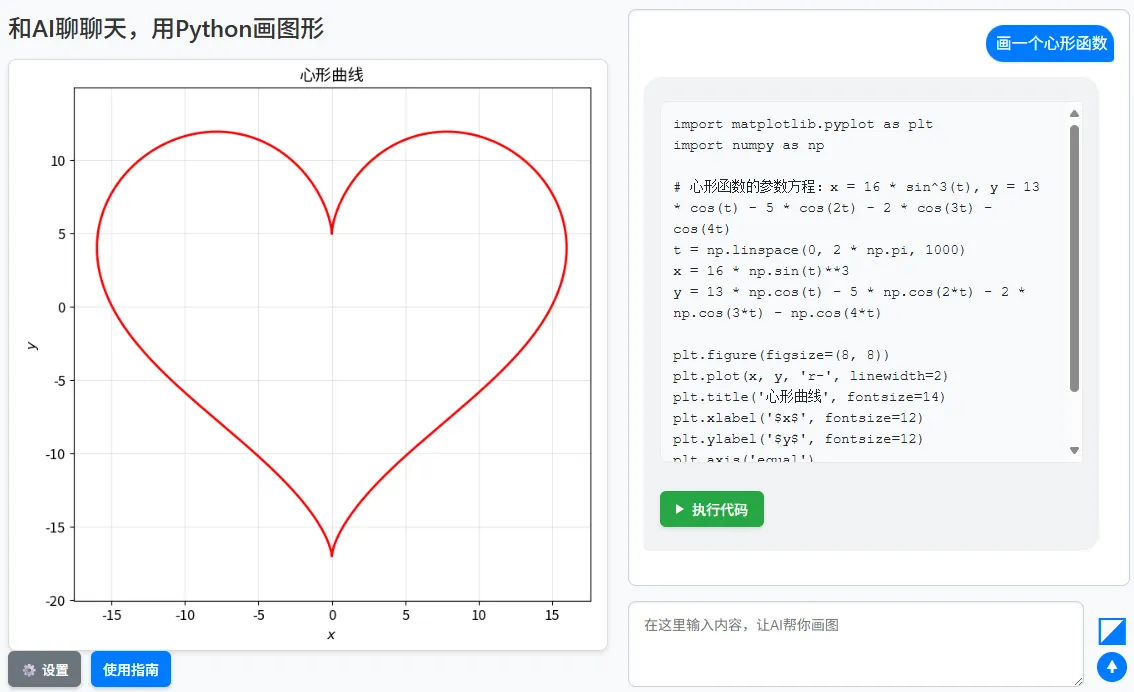 和AI聊聊天，用Python画图形
心形曲线
10
5
0
-5
-10
-15
-20
-15
-10
-5
0
5
10
15
y
x
设置
使用指南
画一个心形函数
import matplotlib.pyplot as plt
import numpy as np
# 心形函数的参数方程：x = 16 * sin^3(t), y = 13
* cos(t) - 5 * cos(2t) - 2 * cos(3t) -
cos(4t)
t = np.linspace(0, 2 * np.pi, 1000)
x = 16 * np.sin(t)**3
y = 13 * np.cos(t) - 5 * np.cos(2*t) - 2 *
np.cos(3*t) - np.cos(4*t)
plt.figure(figsize=(8, 8))
plt.plot(x, y, 'r-', linewidth=2)
plt.title('心形曲线', fontsize=14)
plt.xlabel('$x$', fontsize=12)
plt.ylabel('$y$', fontsize=12)
plt.axis('equal')
执行代码
在这里输入内容，让AI帮你画图